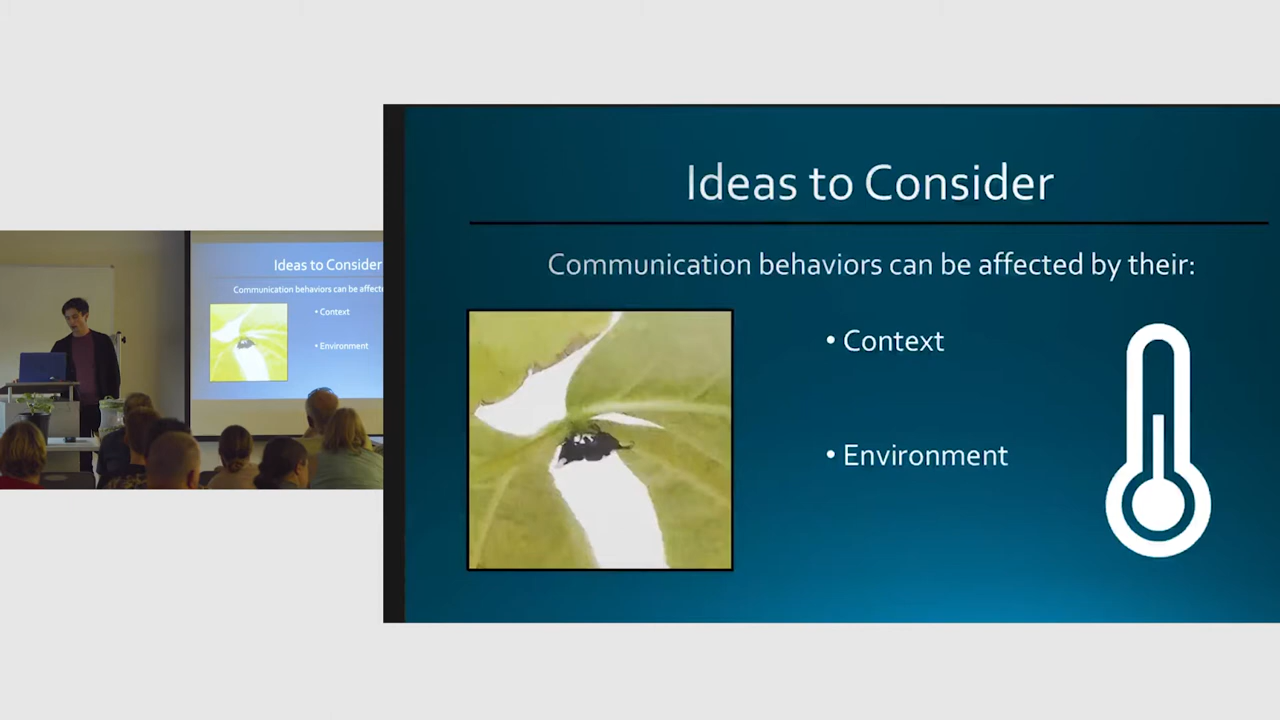 Ideas to Consider
Communication behaviors can be affected by their:
• Context
• Environment
Ideas to Consider
Communication behaviors can be affecte
• Context
• Environment